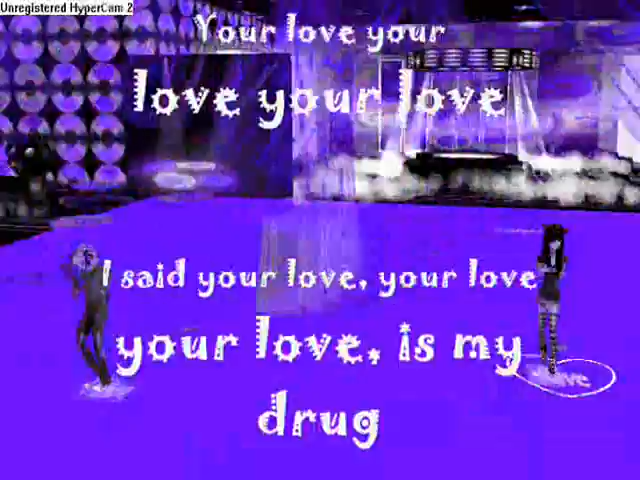 Unregistered HyperCam 2
Your love your
love your love
I said your love, your love
your love, is my
drug